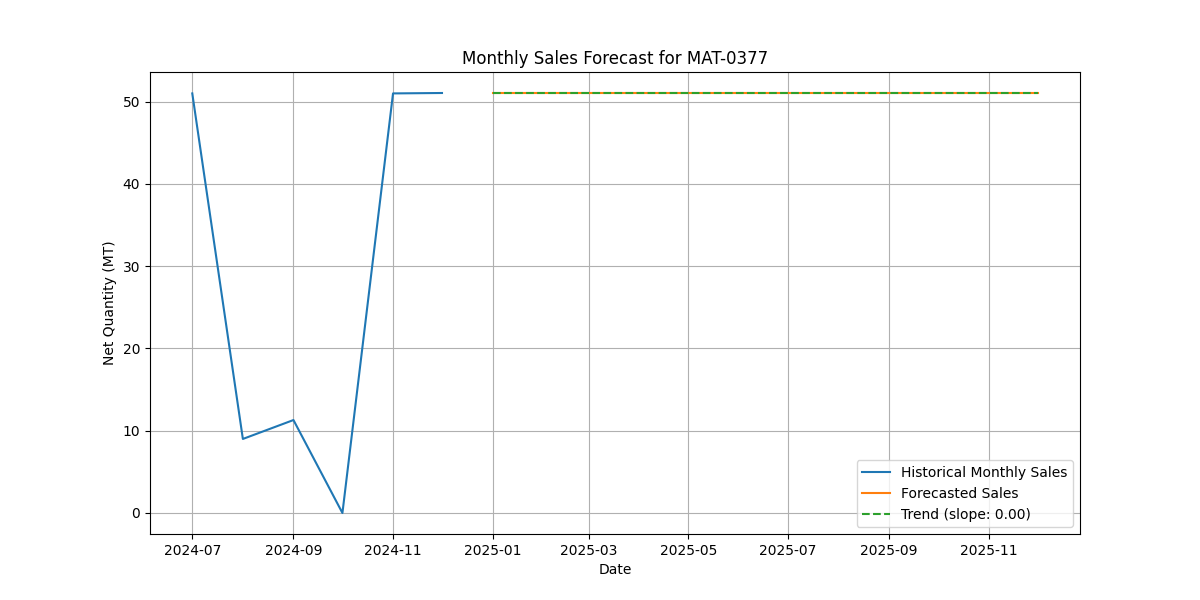 Monthly Sales Forecast for MAT-0377
Net Quantity (MT)
50
40
30
20
10
0
Historical Monthly Sales
Forecasted Sales
Trend (slope: 0.00)
2024-07 2024-09 2024-11 2025-01 2025-03 2025-05 2025-07 2025-09 2025-11
Date